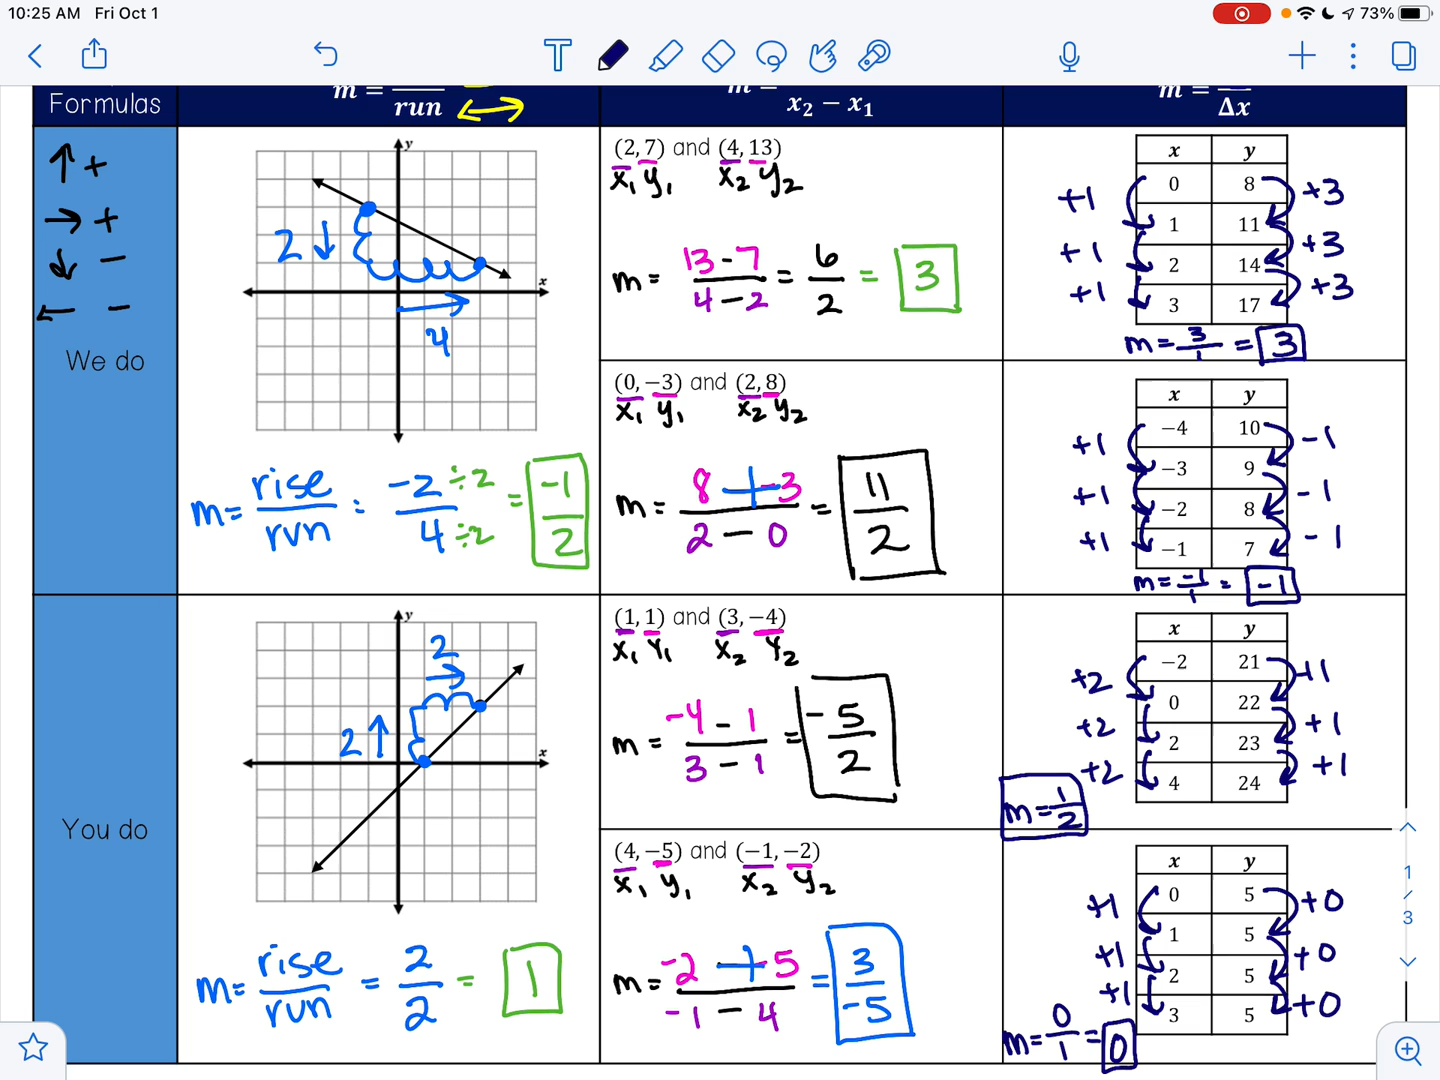 10:25 AM Fri Oct 1
73%
Formulas
m = run
x₂ − x₁
m = Δx
↑ +
→ +
↓ −
← −
We do
y
x
2 ↓
4
m = rise/run = -2/4 ÷2 ÷2 = -1/2
(2, 7) and (4, 13)
x₁ y₁ x₂ y₂
m = 13 - 7 / 4 - 2 = 6/2 = 3
x y
0 8
1 11
2 14
3 17
+1 +1 +1
+3 +3 +3
m = 3/1 = 3
(0, −3) and (2, 8)
x₁ y₁ x₂ y₂
m = 8 + 3 / 2 - 0 = 11/2
x y
−4 10
−3 9
−2 8
−1 7
+1 +1 +1
-1 -1 -1
m = -1/1 = -1
You do
y
x
2
2 ↑
m = rise/run = 2/2 = 1
(1, 1) and (3, −4)
x₁ y₁ x₂ y₂
m = -4 - 1 / 3 - 1 = -5/2
x y
−2 21
0 22
2 23
4 24
+2 +2 +2
+1 +1 +1
m = 1/2
(4, −5) and (−1, −2)
x₁ y₁ x₂ y₂
m = -2 + 5 / -1 - 4 = 3/-5
x y
0 5
1 5
2 5
3 5
+1 +1 +1
+0 +0 +0
m = 0/1 = 0
1 / 3